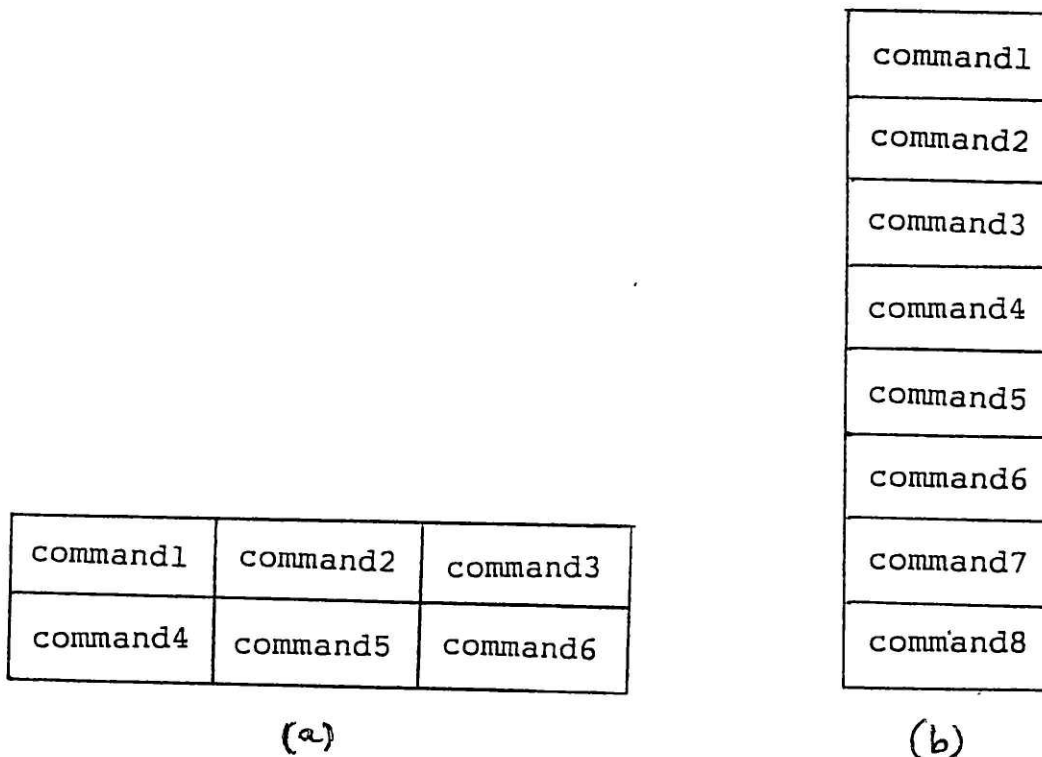 command1 command2 command3
command4 command5 command6
(a)
command1
command2
command3
command4
command5
command6
command7
command8
(b)